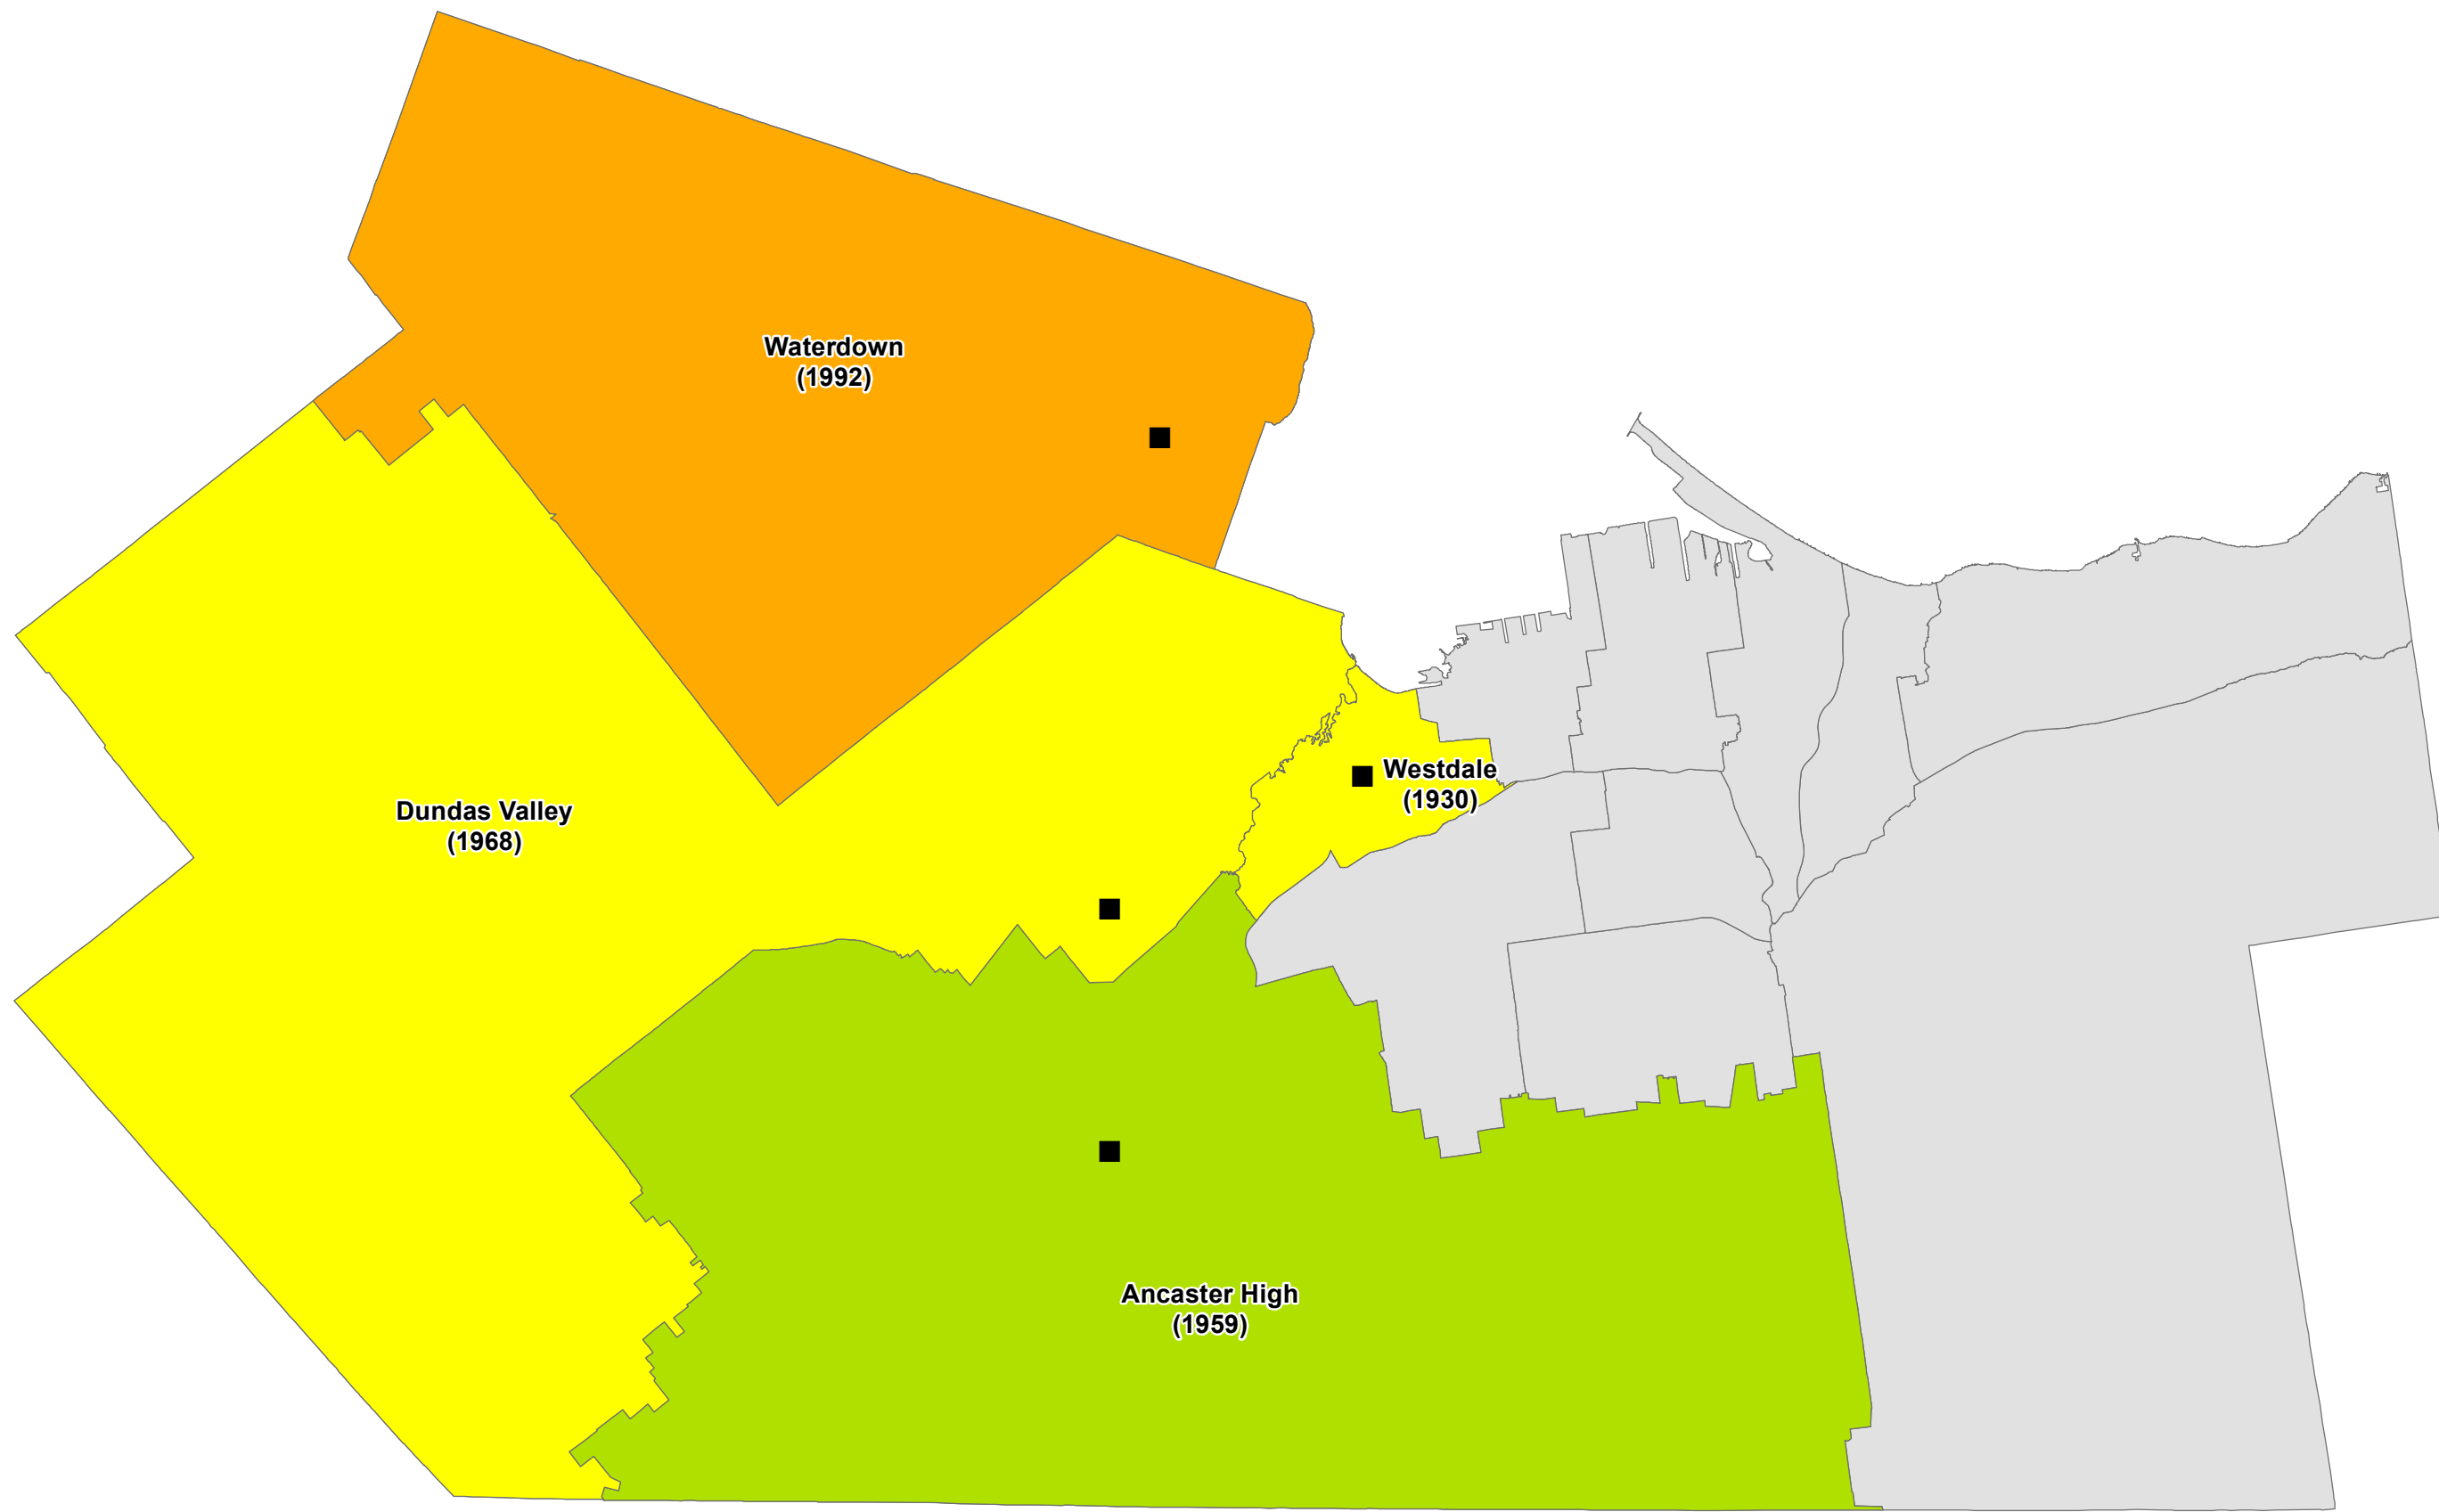 Waterdown
(1992)
Westdale
(1930)
Dundas Valley
(1968)
Ancaster High
(1959)